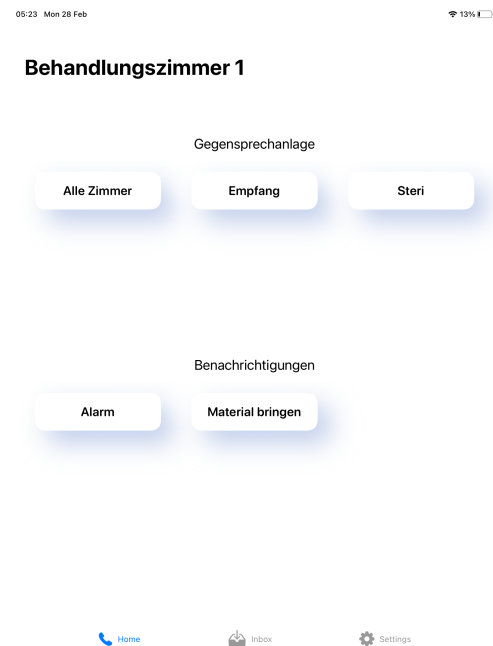 05:23 Mon 28 Feb 13%
Behandlungszimmer 1
Gegensprechanlage
Alle Zimmer Empfang Steri
Benachrichtigungen
Alarm Material bringen
Home Inbox Settings